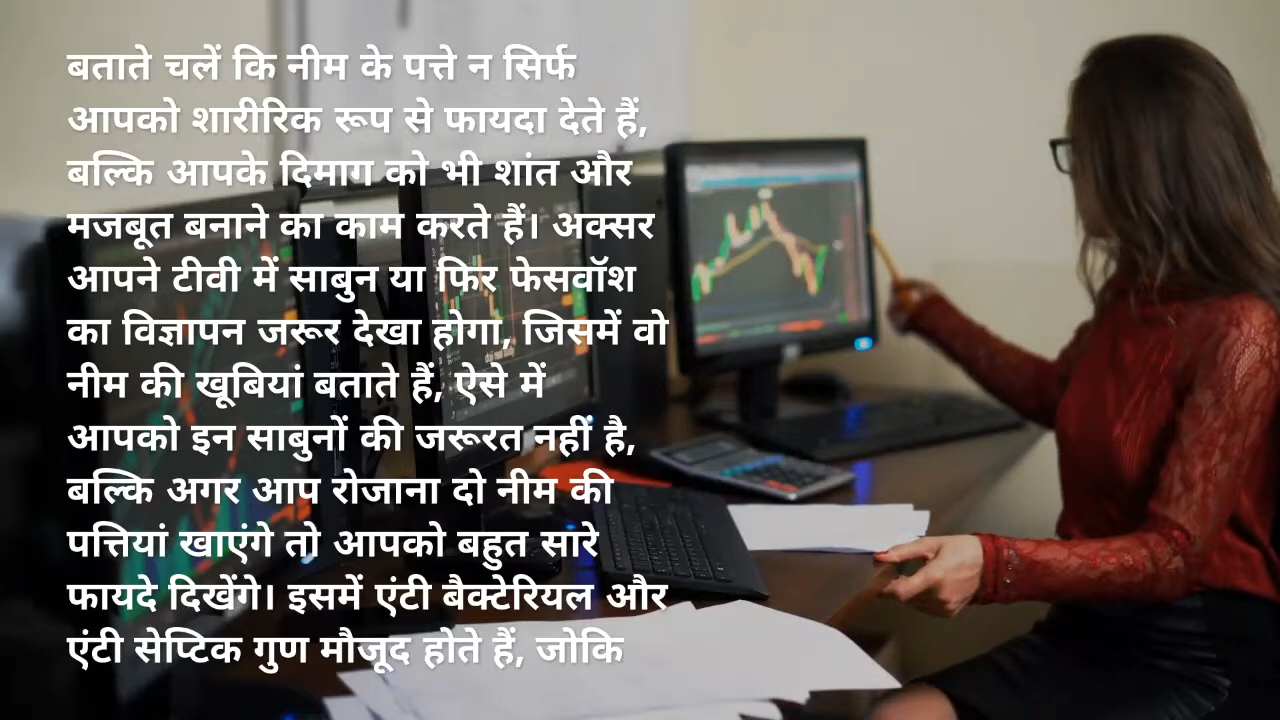 बताते चलें कि नीम के पत्ते न सिर्फ
आपको शारीरिक रूप से फायदा देते हैं,
बल्कि आपके दिमाग को भी शांत और
मजबूत बनाने का काम करते हैं। अक्सर
आपने टीवी में साबुन या फिर फेसवॉश
का विज्ञापन जरूर देखा होगा, जिसमें वो
नीम की खूबियां बताते हैं, ऐसे में
आपको इन साबुनों की जरूरत नहीं है,
बल्कि अगर आप रोजाना दो नीम की
पत्तियां खाएंगे तो आपको बहुत सारे
फायदे दिखेंगे। इसमें एंटी बैक्टेरियल और
एंटी सेप्टिक गुण मौजूद होते हैं, जोकि